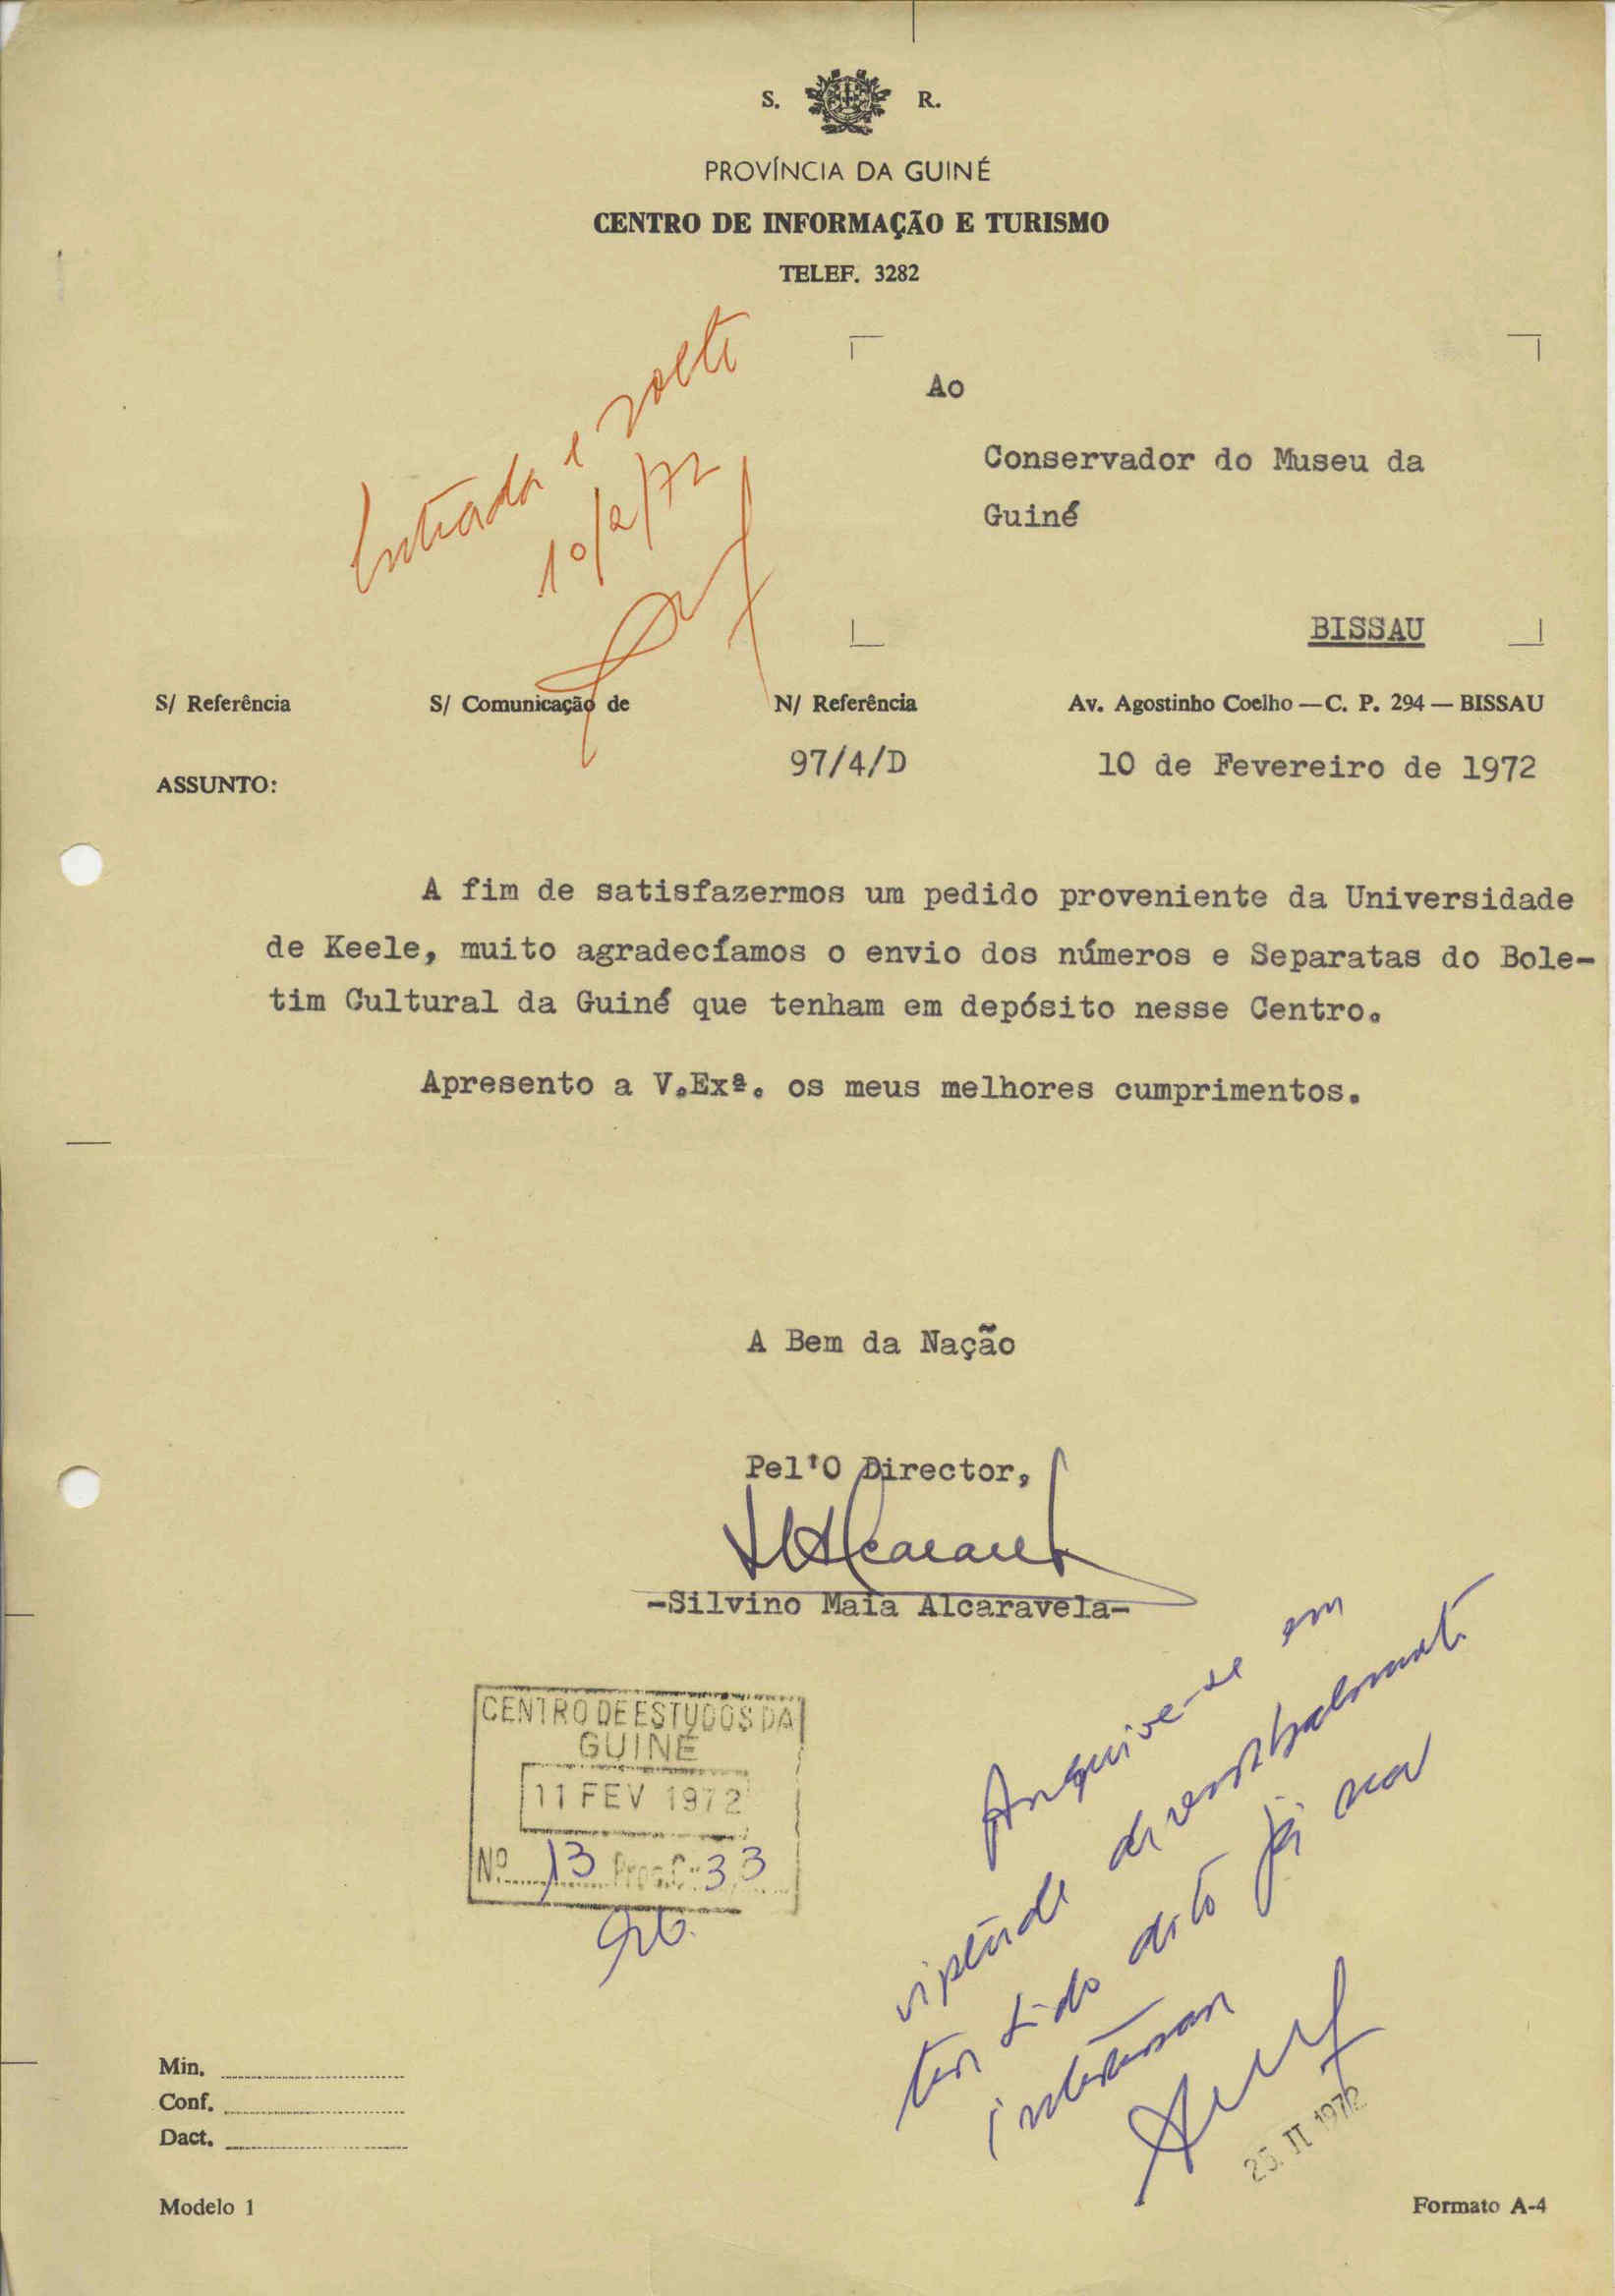 S. R.
PROVÍNCIA DA GUINÉ
CENTRO DE INFORMAÇÃO E TURISMO
TELEF. 3282
Entrada e volte
10/2/72
Ao
Conservador do Museu da
Guiné
BISSAU
S/ Referência S/ Comunicação de N/ Referência Av. Agostinho Coelho — C. P. 294 — BISSAU
97/4/D 10 de Fevereiro de 1972
ASSUNTO:
A fim de satisfazermos um pedido proveniente da Universidade
de Keele, muito agradecíamos o envio dos números e Separatas do Bole-
tim Cultural da Guiné que tenham em depósito nesse Centro.
Apresento a V.Exª. os meus melhores cumprimentos.
A Bem da Nação
Pel'O Director,
-Silvino Maia Alcaravela-
CENTRO DE ESTUDOS DA
GUINÉ
11 FEV 1972
Nº 13 Proc. C-33
Arquive-se em
virtude
ter sido dito já não
interessar
25. II 1972
Min.
Conf.
Dact.
Modelo 1 Formato A-4